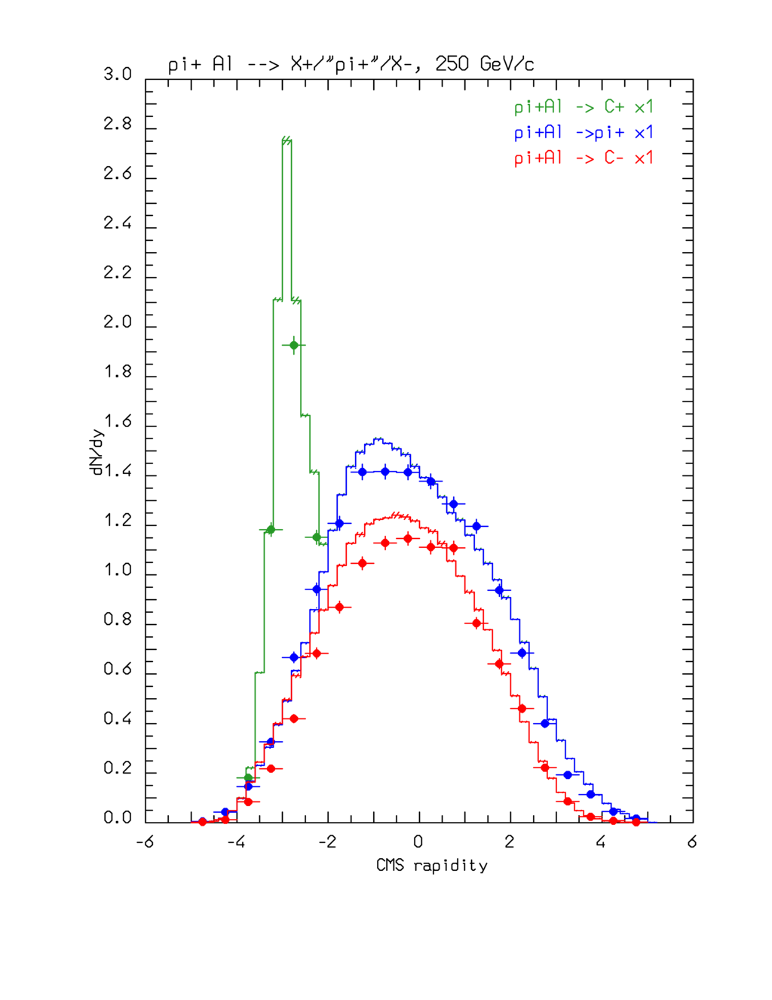 pi+ Al --> X+/"pi+"/X-, 250 GeV/c
3.0
pi+Al -> C+ x1
2.8
pi+Al ->pi+ x1
pi+Al -> C- x1
2.6
2.4
2.2
2.0
1.8
1.6
dN/dy
1.4
1.2
1.0
0.8
0.6
0.4
0.2
0.0
-6 -4 -2 0 2 4 6
CMS rapidity